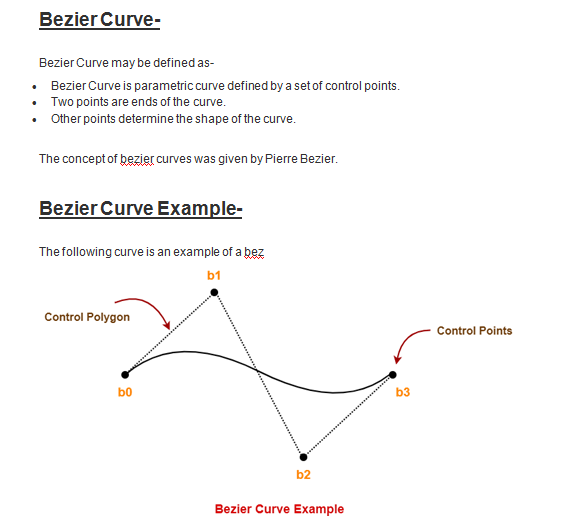 Bezier Curve-
Bezier Curve may be defined as-
• Bezier Curve is parametric curve defined by a set of control points.
• Two points are ends of the curve.
• Other points determine the shape of the curve.
The concept of bezier curves was given by Pierre Bezier.
Bezier Curve Example-
The following curve is an example of a bez
b1
Control Polygon
Control Points
b0
b3
b2
Bezier Curve Example